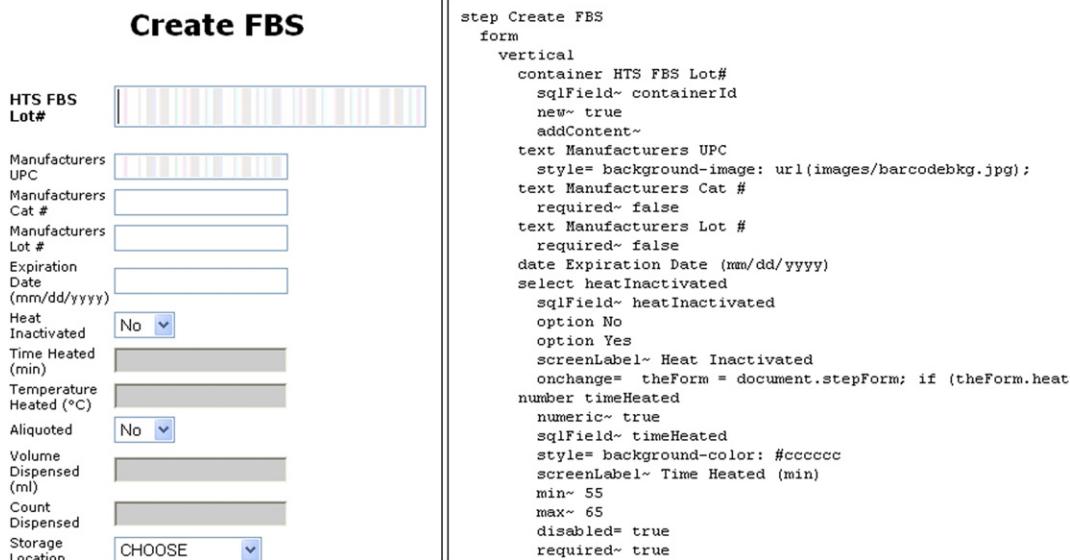 Create FBS
HTS FBS
Lot#
Manufacturers
UPC
Manufacturers
Cat #
Manufacturers
Lot #
Expiration
Date
(mm/dd/yyyy)
Heat
Inactivated
No
Time Heated
(min)
Temperature
Heated (°C)
Aliquoted
No
Volume
Dispensed
(ml)
Count
Dispensed
Storage
Location
CHOOSE
step Create FBS
form
vertical
container HTS FBS Lot#
sqlField~ containerId
new~ true
addContent~
text Manufacturers UPC
style= background-image: url(images/barcodebkg.jpg);
text Manufacturers Cat #
required~ false
text Manufacturers Lot #
required~ false
date Expiration Date (mm/dd/yyyy)
select heatInactivated
sqlField~ heatInactivated
option No
option Yes
screenLabel~ Heat Inactivated
onchange=  theForm = document.stepForm; if (theForm.heat
number timeHeated
numeric~ true
sqlField~ timeHeated
style= background-color: #cccccc
screenLabel~ Time Heated (min)
min~ 55
max~ 65
disabled= true
required~ true